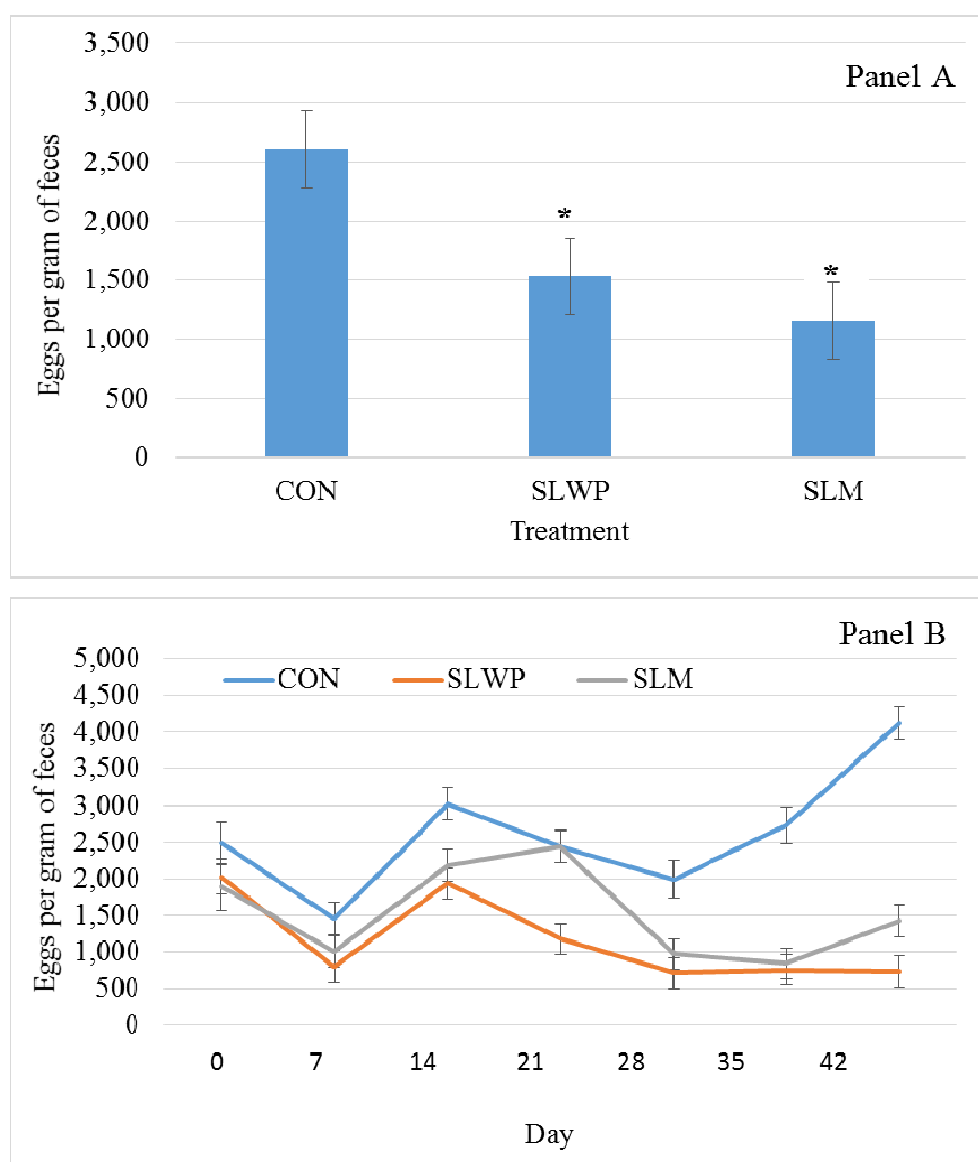 Panel A
Eggs per gram of feces
3,500
3,000
2,500
2,000
1,500
1,000
500
0
*
*
CON SLWP SLM
Treatment
Panel B
Eggs per gram of feces
5,000
4,500
4,000
3,500
3,000
2,500
2,000
1,500
1,000
500
0
CON SLWP SLM
0 7 14 21 28 35 42
Day